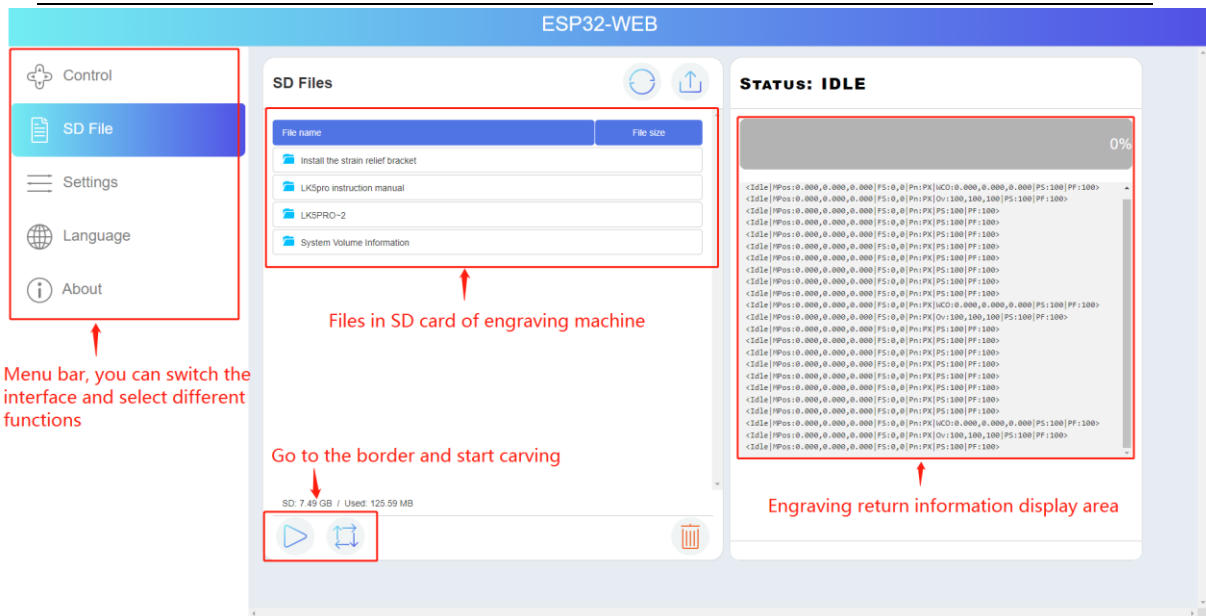 ESP32-WEB
Control
SD File
Settings
Language
About
Menu bar, you can switch the
interface and select different
functions
SD Files
File name File size
Install the strain relief bracket
LK5pro instruction manual
LK5PRO~2
System Volume Information
Files in SD card of engraving machine
Go to the border and start carving
SD: 7.49 GB / Used: 125.59 MB
STATUS: IDLE
0%
<Idle|MPos:0.000,0.000,0.000|FS:0,0|Pn:PX|WCO:0.000,0.000,0.000|PS:100|PF:100>
<Idle|MPos:0.000,0.000,0.000|FS:0,0|Pn:PX|Ov:100,100,100|PS:100|PF:100>
<Idle|MPos:0.000,0.000,0.000|FS:0,0|Pn:PX|PS:100|PF:100>
<Idle|MPos:0.000,0.000,0.000|FS:0,0|Pn:PX|PS:100|PF:100>
<Idle|MPos:0.000,0.000,0.000|FS:0,0|Pn:PX|PS:100|PF:100>
<Idle|MPos:0.000,0.000,0.000|FS:0,0|Pn:PX|PS:100|PF:100>
<Idle|MPos:0.000,0.000,0.000|FS:0,0|Pn:PX|PS:100|PF:100>
<Idle|MPos:0.000,0.000,0.000|FS:0,0|Pn:PX|PS:100|PF:100>
<Idle|MPos:0.000,0.000,0.000|FS:0,0|Pn:PX|PS:100|PF:100>
<Idle|MPos:0.000,0.000,0.000|FS:0,0|Pn:PX|PS:100|PF:100>
<Idle|MPos:0.000,0.000,0.000|FS:0,0|Pn:PX|WCO:0.000,0.000,0.000|PS:100|PF:100>
<Idle|MPos:0.000,0.000,0.000|FS:0,0|Pn:PX|Ov:100,100,100|PS:100|PF:100>
<Idle|MPos:0.000,0.000,0.000|FS:0,0|Pn:PX|PS:100|PF:100>
<Idle|MPos:0.000,0.000,0.000|FS:0,0|Pn:PX|PS:100|PF:100>
<Idle|MPos:0.000,0.000,0.000|FS:0,0|Pn:PX|PS:100|PF:100>
<Idle|MPos:0.000,0.000,0.000|FS:0,0|Pn:PX|PS:100|PF:100>
<Idle|MPos:0.000,0.000,0.000|FS:0,0|Pn:PX|PS:100|PF:100>
<Idle|MPos:0.000,0.000,0.000|FS:0,0|Pn:PX|PS:100|PF:100>
<Idle|MPos:0.000,0.000,0.000|FS:0,0|Pn:PX|PS:100|PF:100>
<Idle|MPos:0.000,0.000,0.000|FS:0,0|Pn:PX|PS:100|PF:100>
<Idle|MPos:0.000,0.000,0.000|FS:0,0|Pn:PX|WCO:0.000,0.000,0.000|PS:100|PF:100>
<Idle|MPos:0.000,0.000,0.000|FS:0,0|Pn:PX|Ov:100,100,100|PS:100|PF:100>
<Idle|MPos:0.000,0.000,0.000|FS:0,0|Pn:PX|PS:100|PF:100>
Engraving return information display area